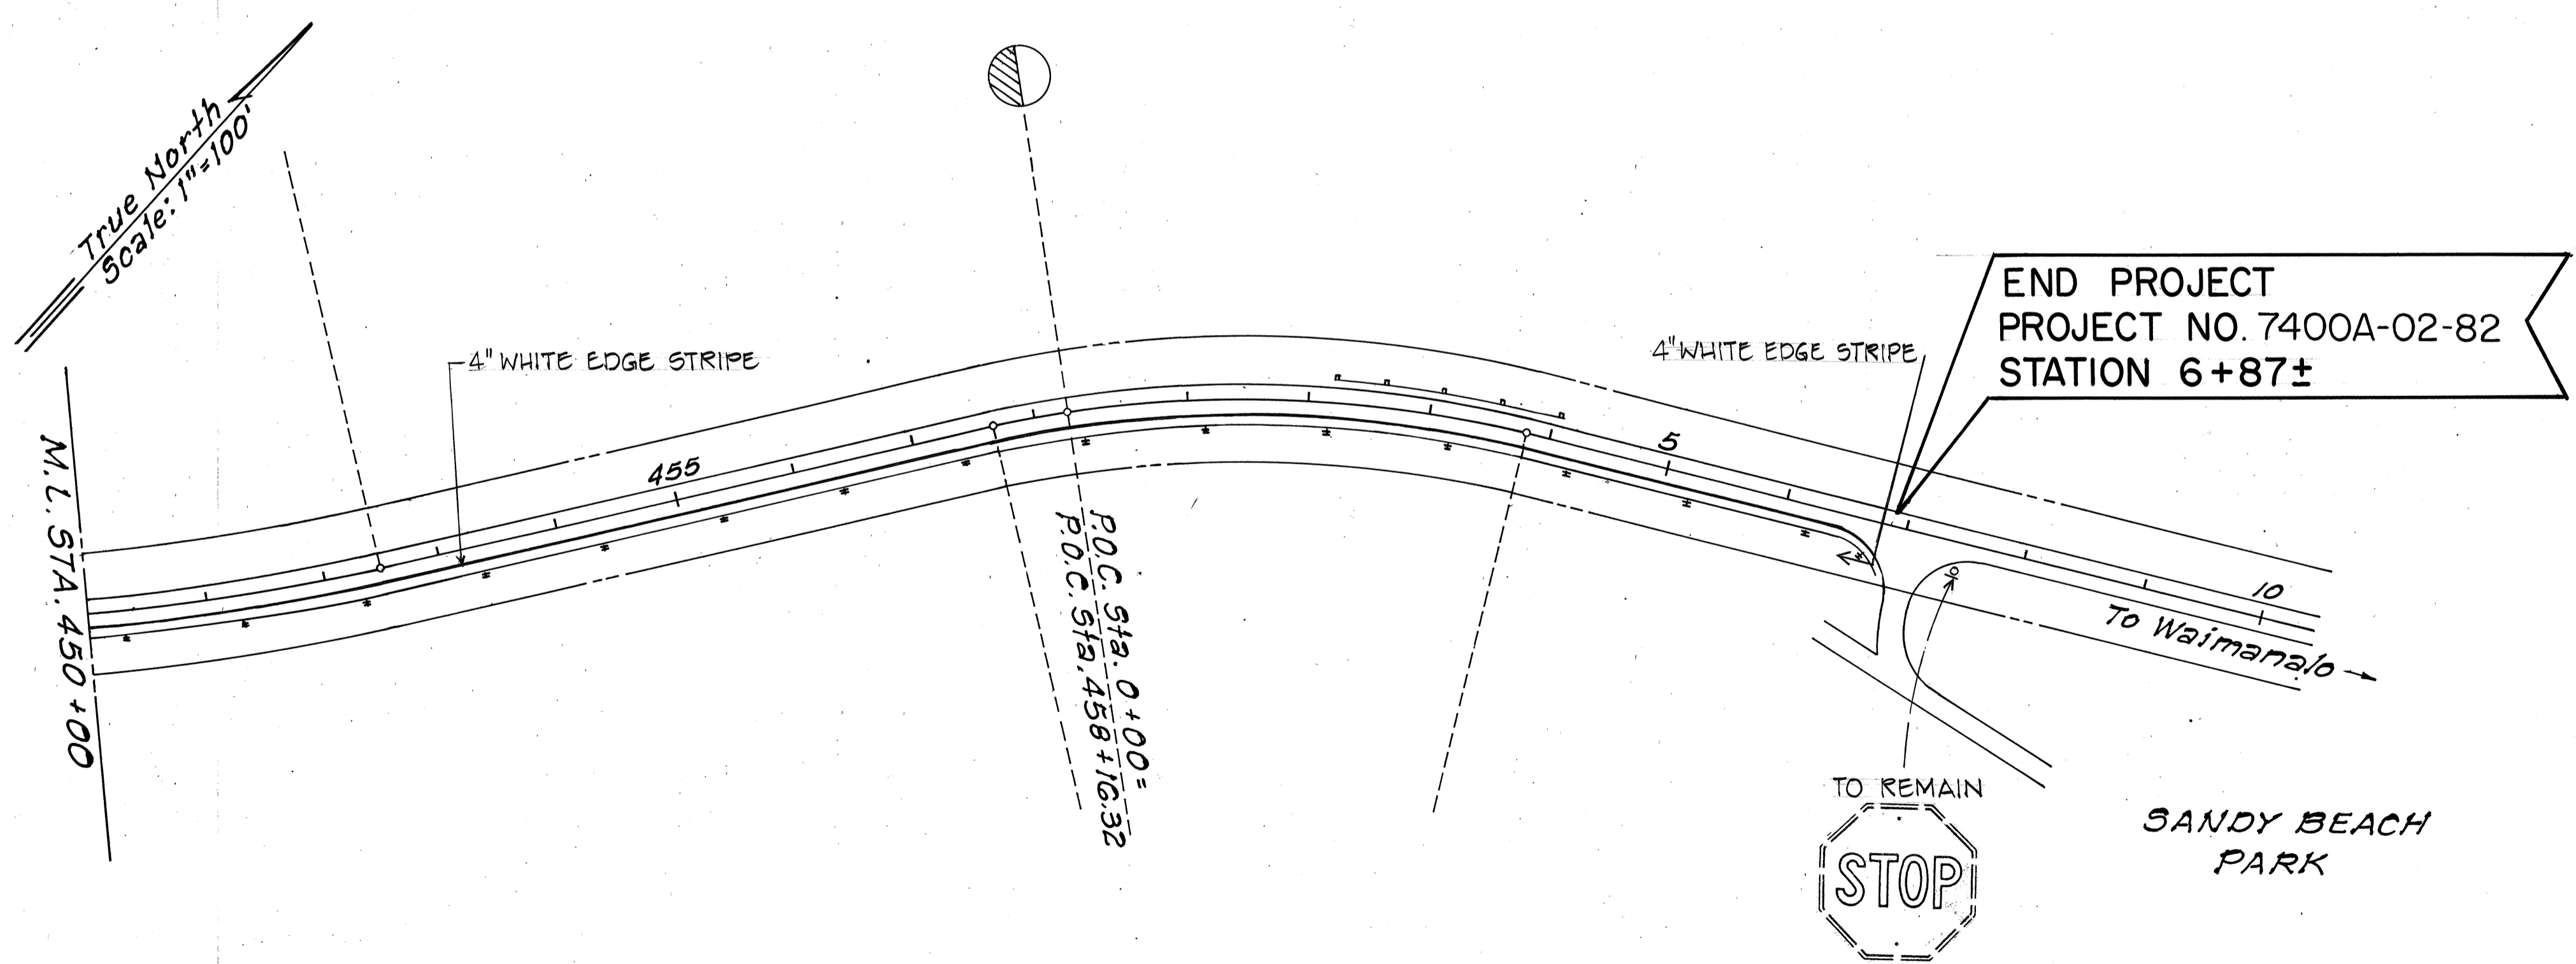 True North
Scale: 1"=100'
4" WHITE EDGE STRIPE
4" WHITE EDGE STRIPE
END PROJECT
PROJECT NO. 7400A-02-82
STATION 6+87±
M.L. STA. 450+00
455
5
10
P.O.C. Sta. 0+00=
P.O.C. Sta. 458+16.32
To Waimanalo
TO REMAIN
STOP
SANDY BEACH
PARK